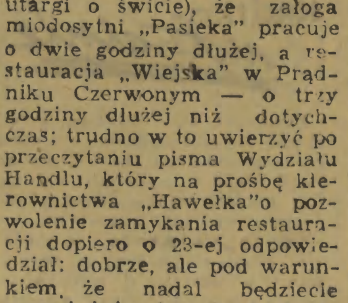 utargi o świcie), że załoga
miodosytni „Pasieka” pracuje
o dwie godziny dłużej, a re-
stauracja „Wiejska” w Prąd-
niku Czerwonym — o trzy
godziny dłużej niż dotych-
czas; trudno w to uwierzyć po
przeczytaniu pisma Wydziału
Handlu, który na prośbę kie-
rownictwa „Hawełka”o poz-
wolenie zamykania restaura-
cji dopiero o 23-ej odpowie-
dział: dobrze, ale pod warun-
kiem, że nadal będziecie